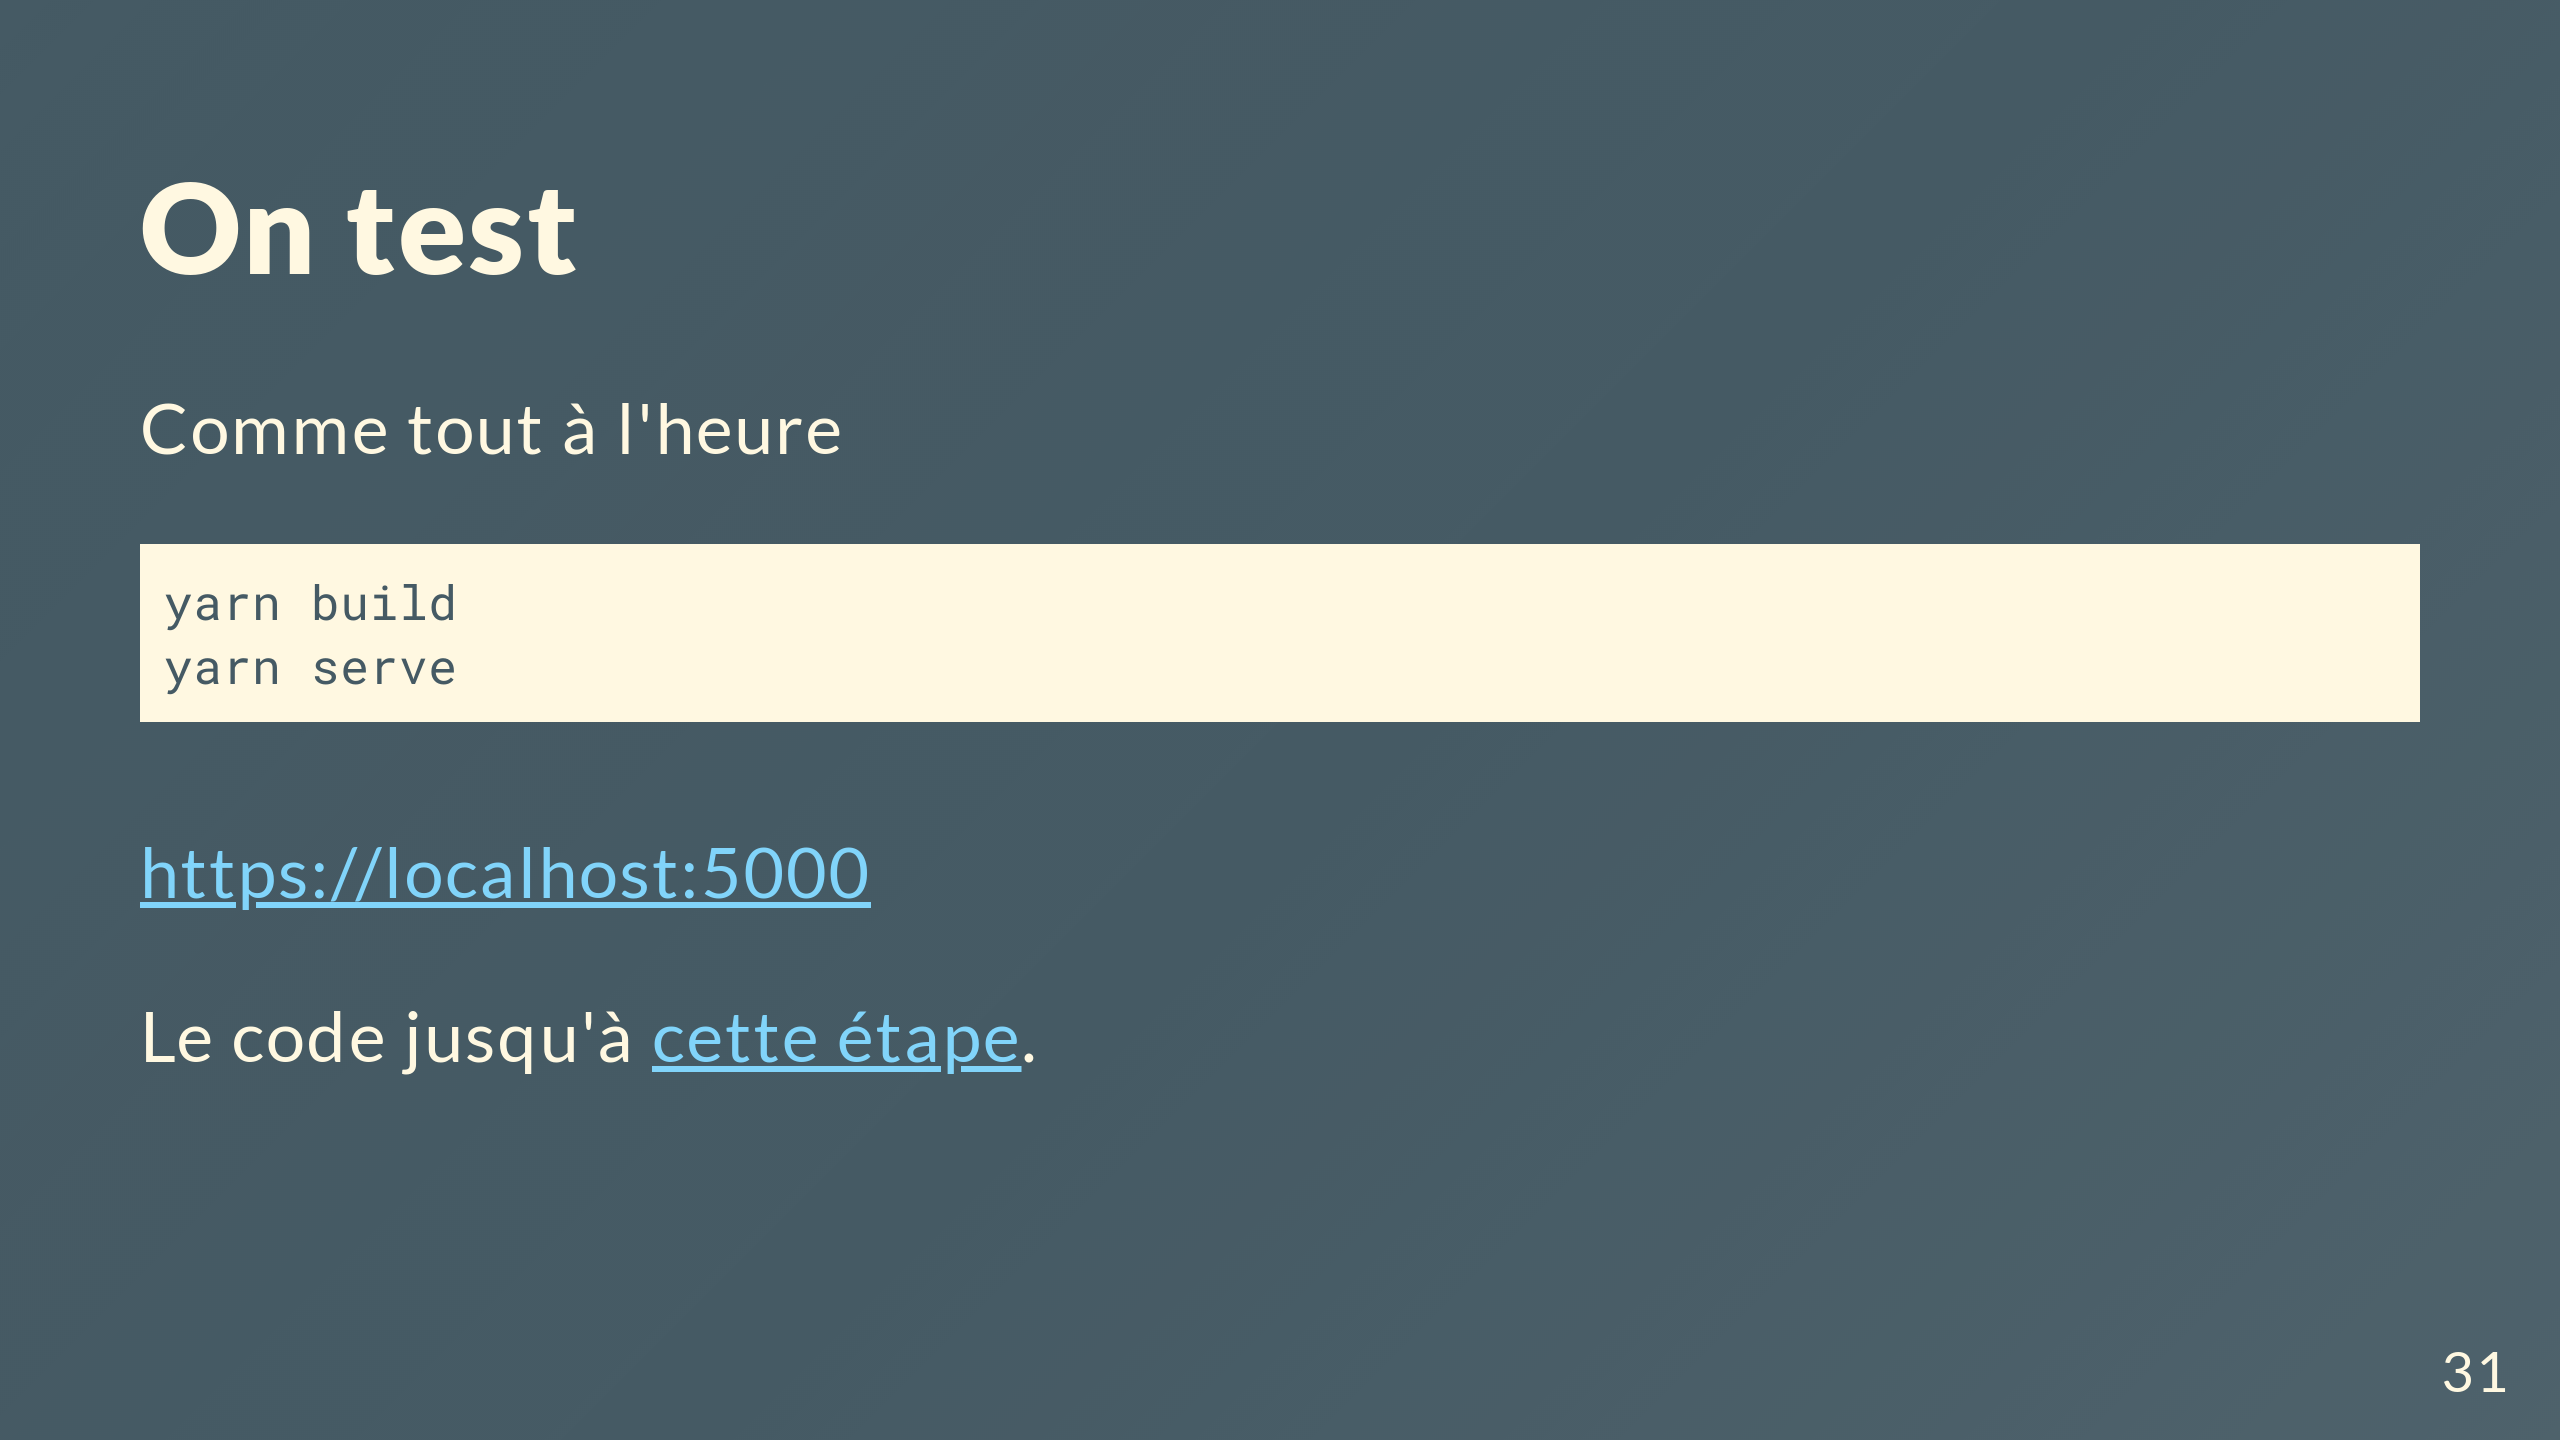 On test
Comme tout à l'heure
yarn build
yarn serve
https://localhost:5000
Le code jusqu'à cette étape.
31